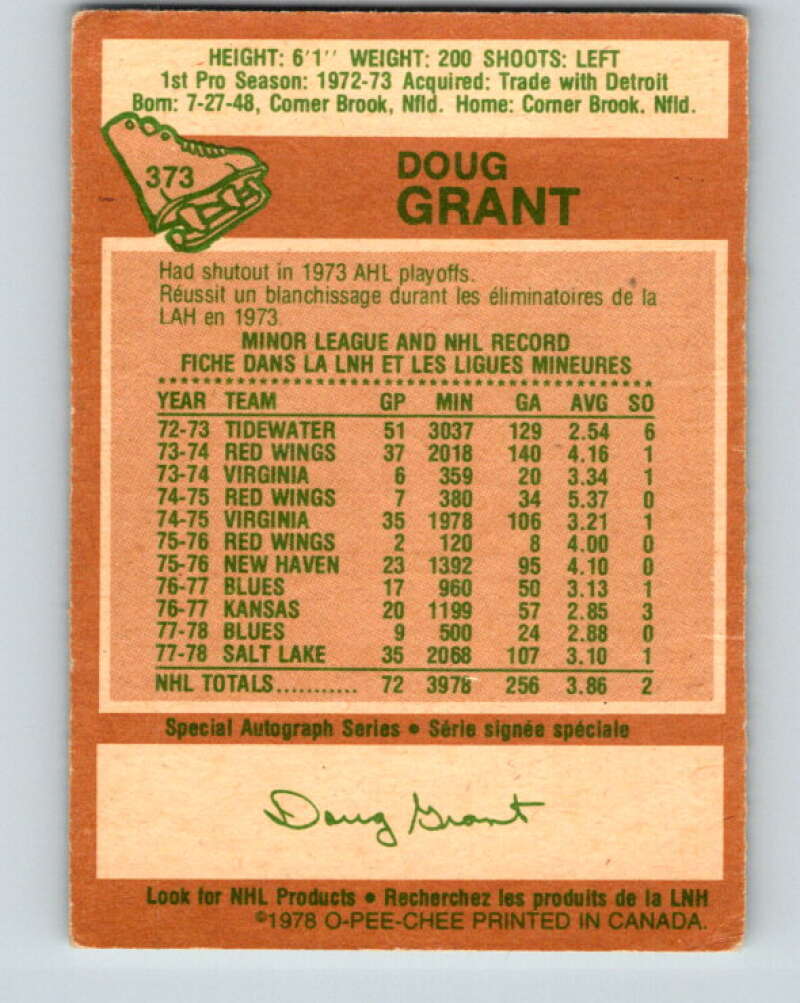 HEIGHT: 6'1'' WEIGHT: 200 SHOOTS: LEFT
1st Pro Season: 1972-73 Acquired: Trade with Detroit
Born: 7-27-48, Corner Brook, Nfld. Home: Corner Brook. Nfld.
373
DOUG
GRANT
Had shutout in 1973 AHL playoffs.
Réussit un blanchissage durant les éliminatoires de la
LAH en 1973.
MINOR LEAGUE AND NHL RECORD
FICHE DANS LA LNH ET LES LIGUES MINEURES
YEAR TEAM GP MIN GA AVG SO
72-73 TIDEWATER 51 3037 129 2.54 6
73-74 RED WINGS 37 2018 140 4.16 1
73-74 VIRGINIA 6 359 20 3.34 1
74-75 RED WINGS 7 380 34 5.37 0
74-75 VIRGINIA 35 1978 106 3.21 1
75-76 RED WINGS 2 120 8 4.00 0
75-76 NEW HAVEN 23 1392 95 4.10 0
76-77 BLUES 17 960 50 3.13 1
76-77 KANSAS 20 1199 57 2.85 3
77-78 BLUES 9 500 24 2.88 0
77-78 SALT LAKE 35 2068 107 3.10 1
NHL TOTALS........... 72 3978 256 3.86 2
Special Autograph Series • Série signée spéciale
Doug Grant
Look for NHL Products • Recherchez les produits de la LNH
©1978 O-PEE-CHEE PRINTED IN CANADA.